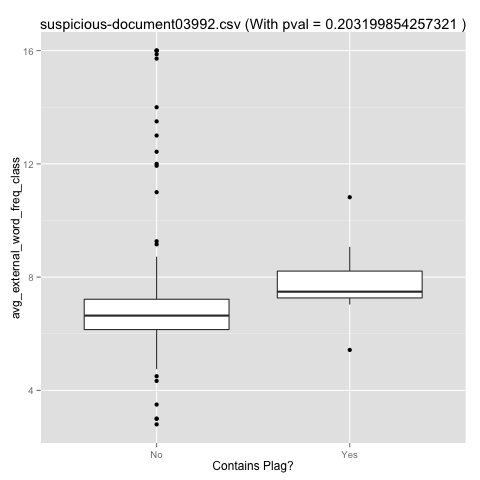 suspicious-document03992.csv (With pval = 0.203199854257321 )
avg_external_word_freq_class
16
12
8
4
No
Yes
Contains Plag?